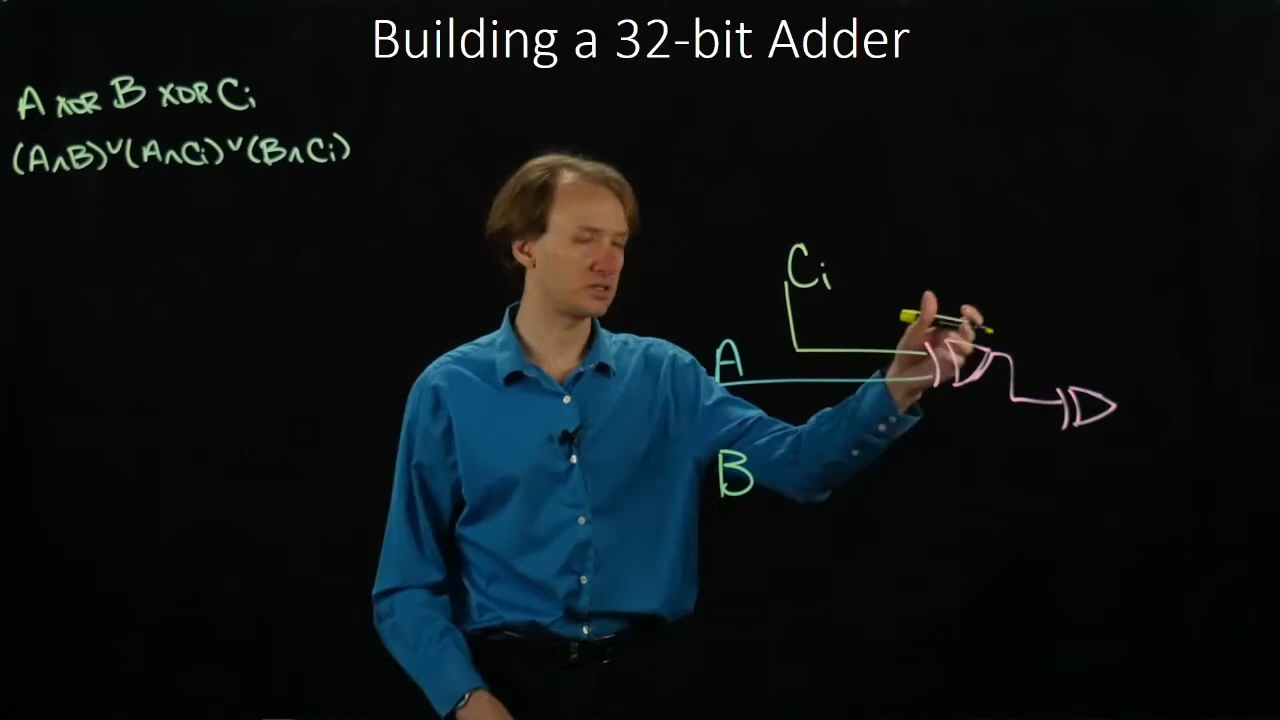 Building a 32-bit Adder
A XOR B XOR Ci
(A∧B)∨(A∧Ci)∨(B∧Ci)
Ci
A
B